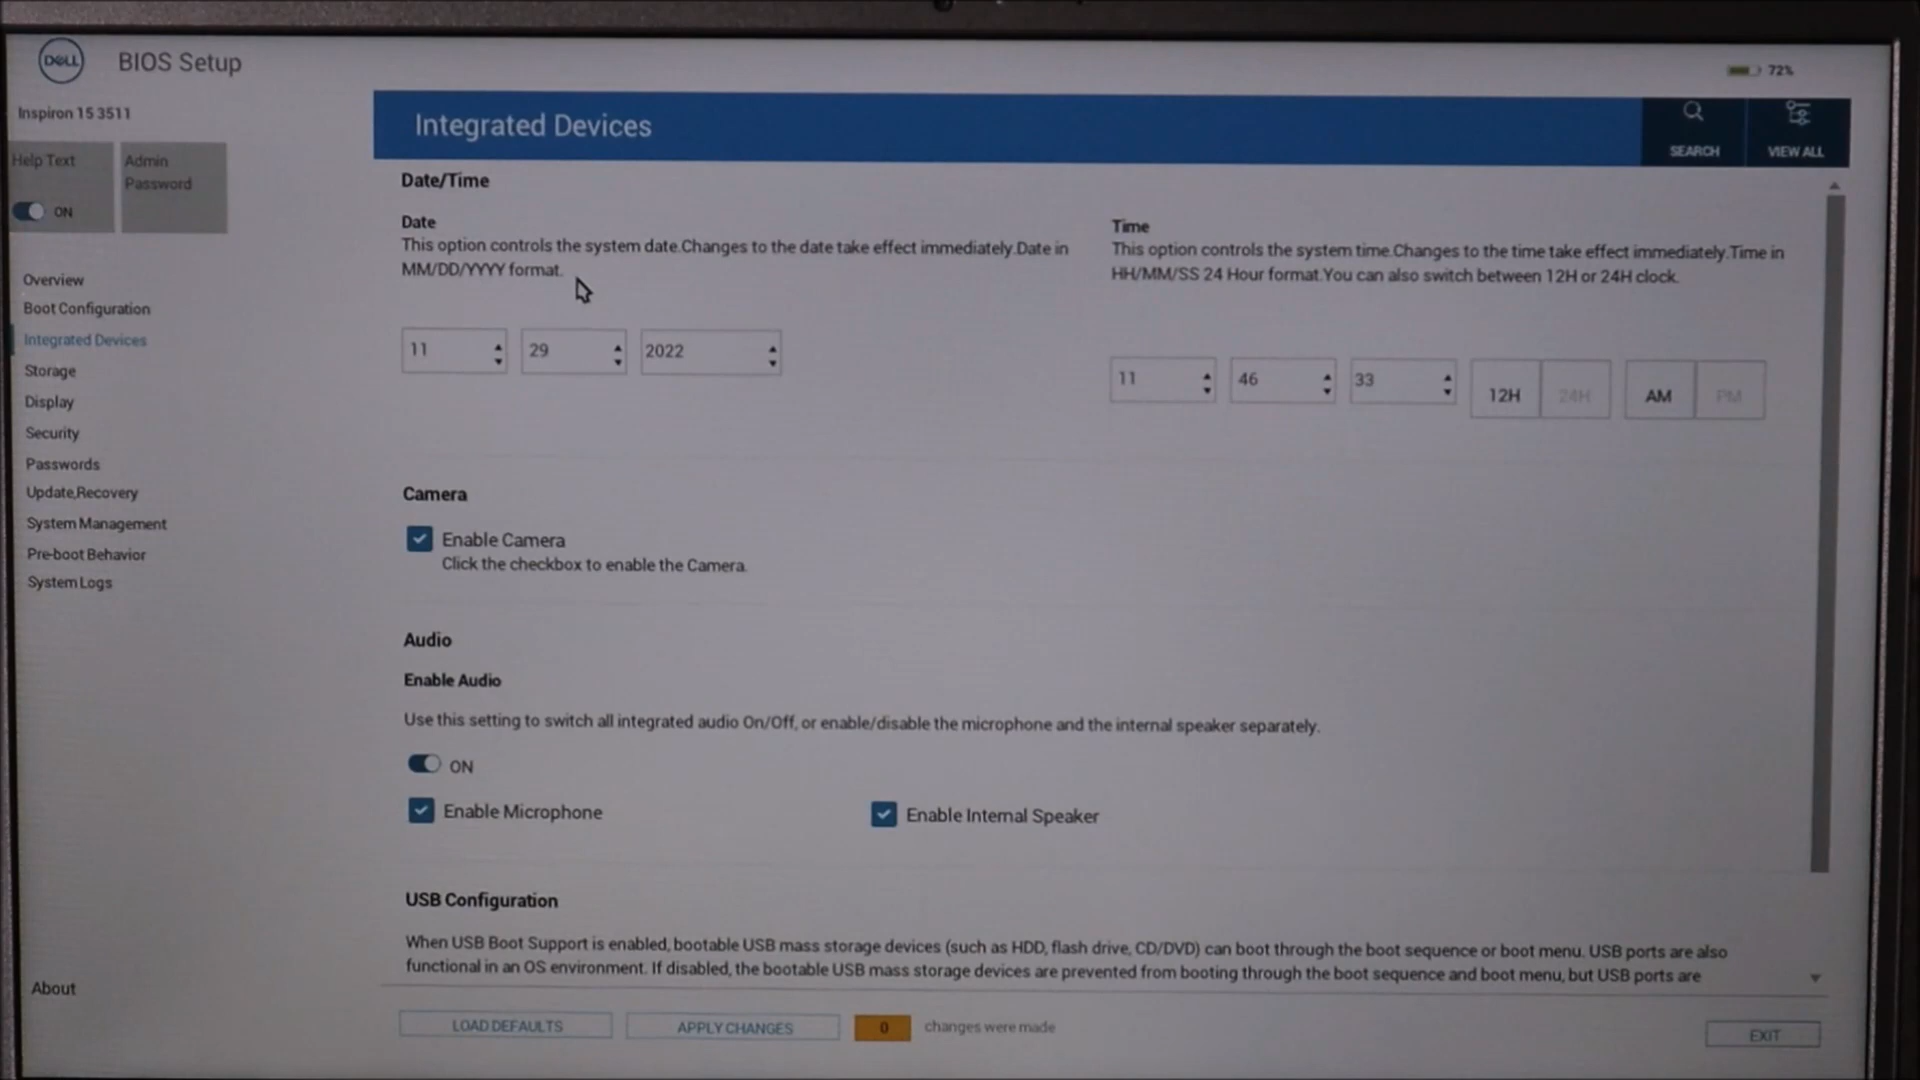 DELL
BIOS Setup
72%
Inspiron 15 3511
Help Text
ON
Admin
Password
Overview
Boot Configuration
Integrated Devices
Storage
Display
Security
Passwords
Update,Recovery
System Management
Pre-boot Behavior
System Logs
About
Integrated Devices
SEARCH
VIEW ALL
Date/Time
Date
This option controls the system date.Changes to the date take effect immediately.Date in
MM/DD/YYYY format.
11
29
2022
Time
This option controls the system time.Changes to the time take effect immediately.Time in
HH/MM/SS 24 Hour format.You can also switch between 12H or 24H clock.
11
46
33
12H
24H
AM
PM
Camera
Enable Camera
Click the checkbox to enable the Camera.
Audio
Enable Audio
Use this setting to switch all integrated audio On/Off, or enable/disable the microphone and the internal speaker separately.
ON
Enable Microphone
Enable Internal Speaker
USB Configuration
When USB Boot Support is enabled, bootable USB mass storage devices (such as HDD, flash drive, CD/DVD) can boot through the boot sequence or boot menu. USB ports are also
functional in an OS environment. If disabled, the bootable USB mass storage devices are prevented from booting through the boot sequence and boot menu, but USB ports are
LOAD DEFAULTS
APPLY CHANGES
0
changes were made
EXIT